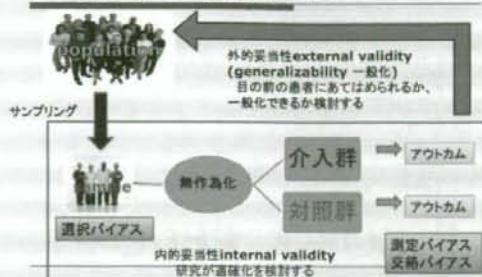 population
外的妥当性external validity
(generalizability 一般化)
目の前の患者にあてはめられるか、
一般化できるか検討する
サンプリング
無作為化
介入群
アウトカム
対照群
アウトカム
選択バイアス
内的妥当性internal validity
研究が適確化を検討する
測定バイアス
交絡バイアス